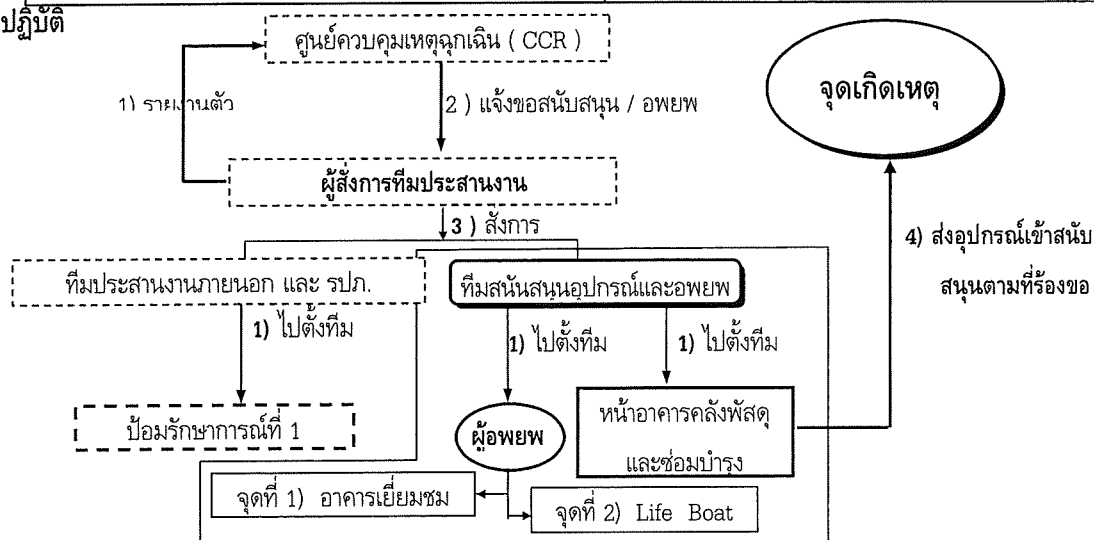 ปฏิบัติ
ศูนย์ควบคุมเหตุฉุกเฉิน ( CCR )
จุดเกิดเหตุ
1) รายงานตัว
2 ) แจ้งขอสนับสนุน / อพยพ
ผู้สั่งการทีมประสานงาน
3 ) สั่งการ
4) ส่งอุปกรณ์เข้าสนับ
สนุนตามที่ร้องขอ
ทีมประสานงานภายนอก และ รปภ.
ทีมสนันสนุนอุปกรณ์และอพยพ
1) ไปตั้งทีม
1) ไปตั้งทีม
1) ไปตั้งทีม
ป้อมรักษาการณ์ที่ 1
ผู้อพยพ
หน้าอาคารคลังพัสดุ
และซ่อมบำรุง
จุดที่ 1) อาคารเยี่ยมชม
จุดที่ 2) Life Boat